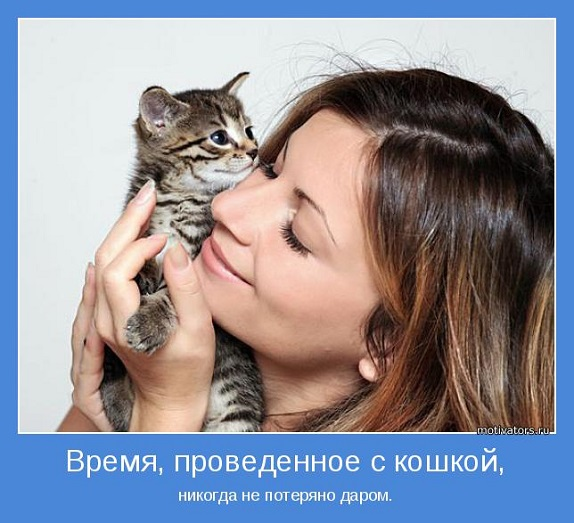 motivators.ru
Время, проведенное с кошкой,
никогда не потеряно даром.